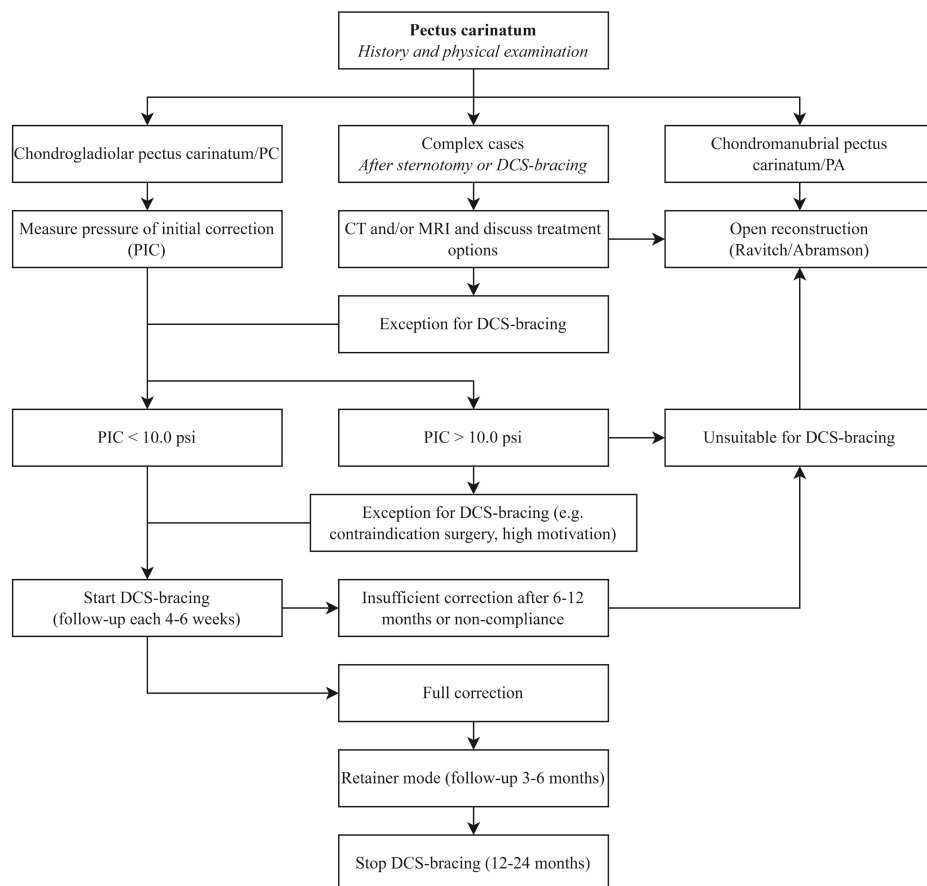 Pectus carinatum
History and physical examination
Chondrogladiolar pectus carinatum/PC
Complex cases
After sternotomy or DCS-bracing
Chondromanubrial pectus
carinatum/PA
Measure pressure of initial correction
(PIC)
CT and/or MRI and discuss treatment
options
Open reconstruction
(Ravitch/Abramson)
Exception for DCS-bracing
PIC < 10.0 psi
PIC > 10.0 psi
Unsuitable for DCS-bracing
Exception for DCS-bracing (e.g.
contraindication surgery, high motivation)
Start DCS-bracing
(follow-up each 4-6 weeks)
Insufficient correction after 6-12
months or non-compliance
Full correction
Retainer mode (follow-up 3-6 months)
Stop DCS-bracing (12-24 months)